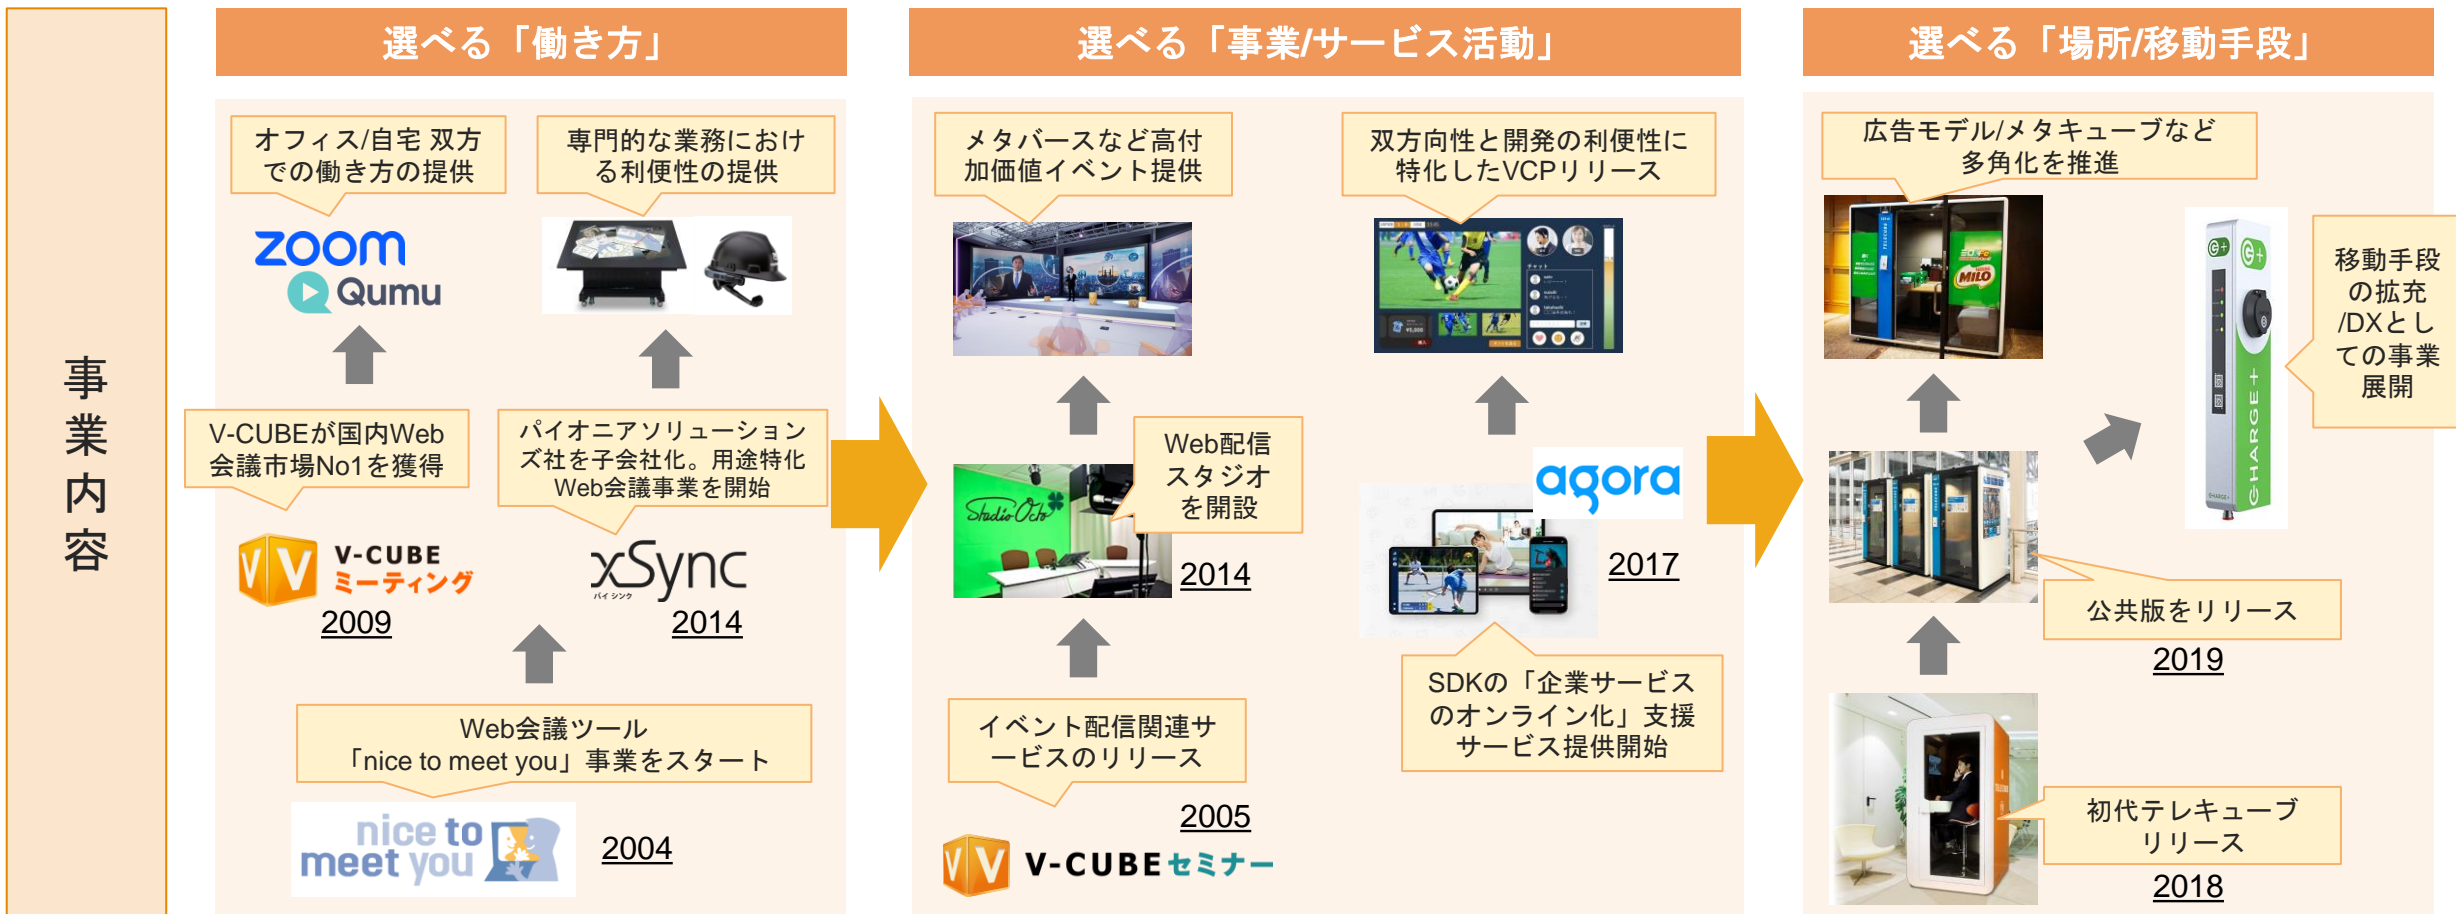 事業内容
選べる「働き方」
オフィス/自宅 双方
での働き方の提供
専門的な業務におけ
る利便性の提供
zoom
Qumu
V-CUBEが国内Web
会議市場No1を獲得
パイオニアソリューション
ズ社を子会社化。用途特化
Web会議事業を開始
V-CUBE
ミーティング
2009
xSync
バイ シンク
2014
Web会議ツール
「nice to meet you」事業をスタート
nice to
meet you
2004
選べる「事業/サービス活動」
メタバースなど高付
加価値イベント提供
双方向性と開発の利便性に
特化したVCPリリース
チャット
¥5,000
Web配信
スタジオ
を開設
Studio Octo
2014
agora
2017
イベント配信関連サ
ービスのリリース
2005
V-CUBE セミナー
SDKの「企業サービス
のオンライン化」支援
サービス提供開始
選べる「場所/移動手段」
広告モデル/メタキューブなど
多角化を推進
MILO
移動手段
の拡充
/DXとし
ての事業
展開
CHARGE+
CHARGE+
公共版をリリース
2019
初代テレキューブ
リリース
2018